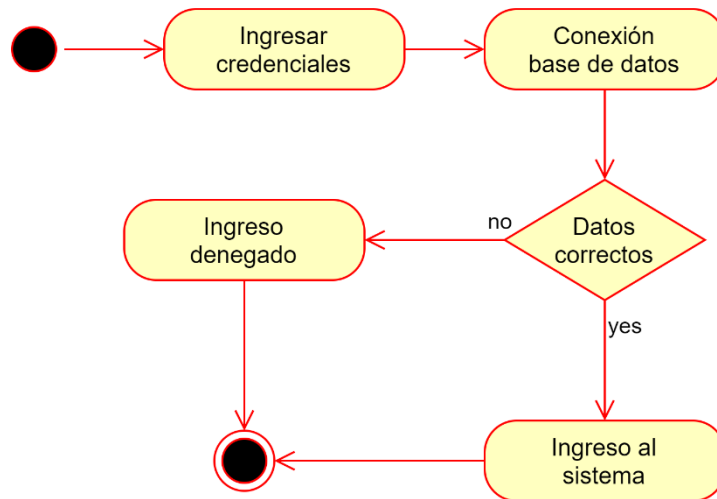 Ingresar
credenciales
Conexión
base de datos
Datos
correctos
no
Ingreso
denegado
yes
Ingreso al
sistema